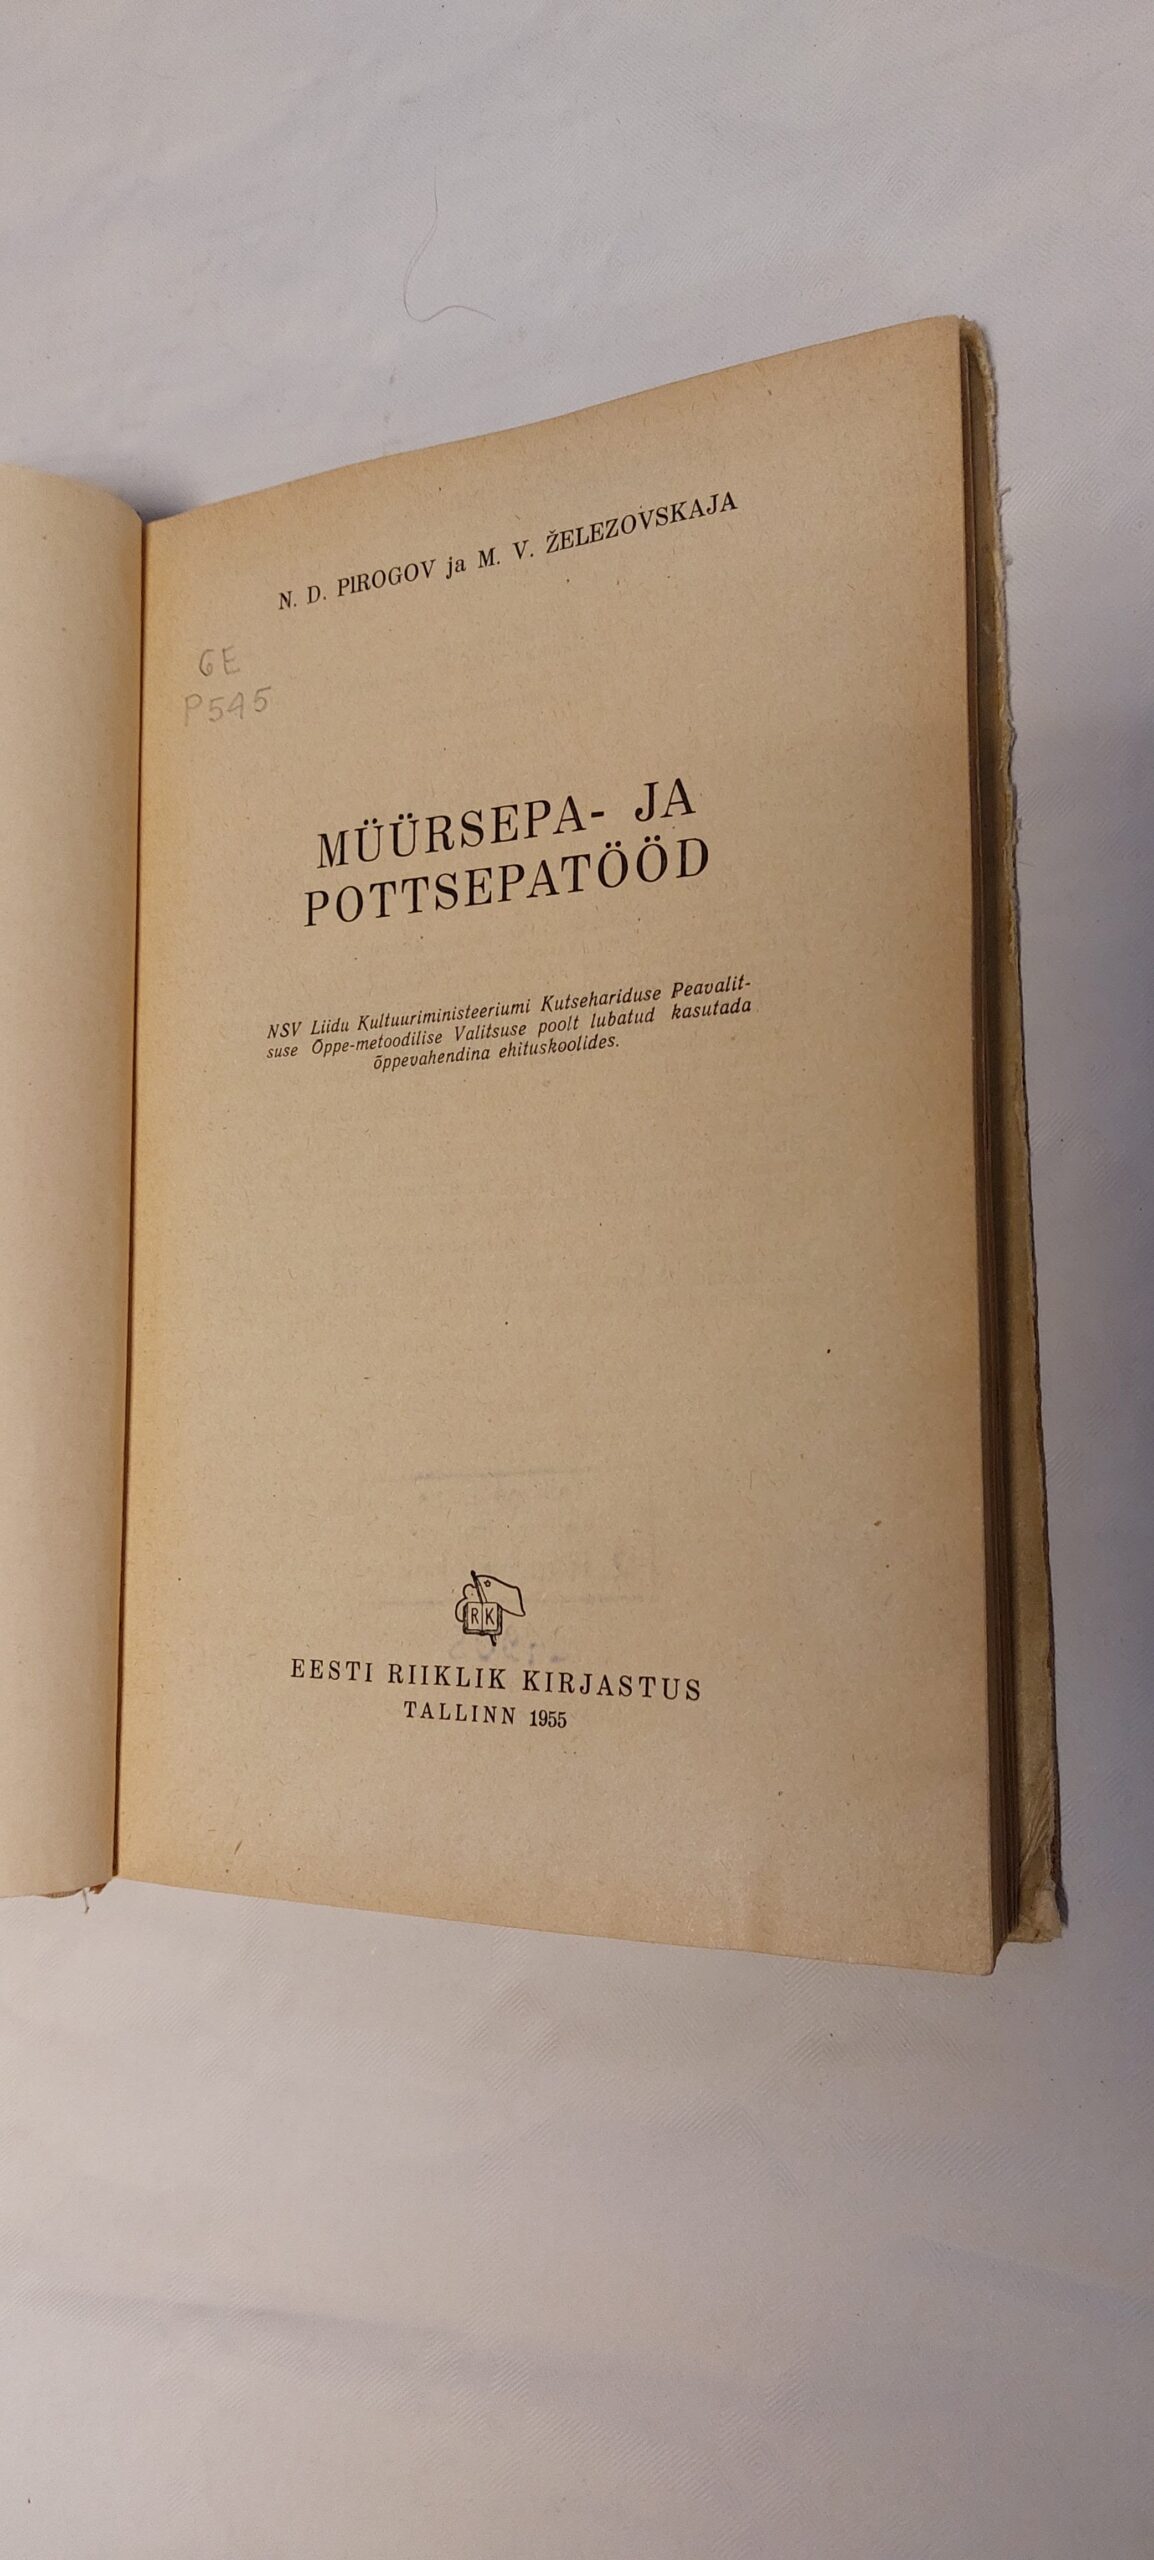 N. D. PIROGOV ja M. V. ŽELEZOVSKAJA
6E
P545
MÜÜRSEPA- JA
POTTSEPATÖÖD
NSV Liidu Kultuuriministeeriumi Kutsehariduse Peavalit-
suse Õppe-metoodilise Valitsuse poolt lubatud kasutada
õppevahendina ehituskoolides.
RK
EESTI RIIKLIK KIRJASTUS
TALLINN 1955